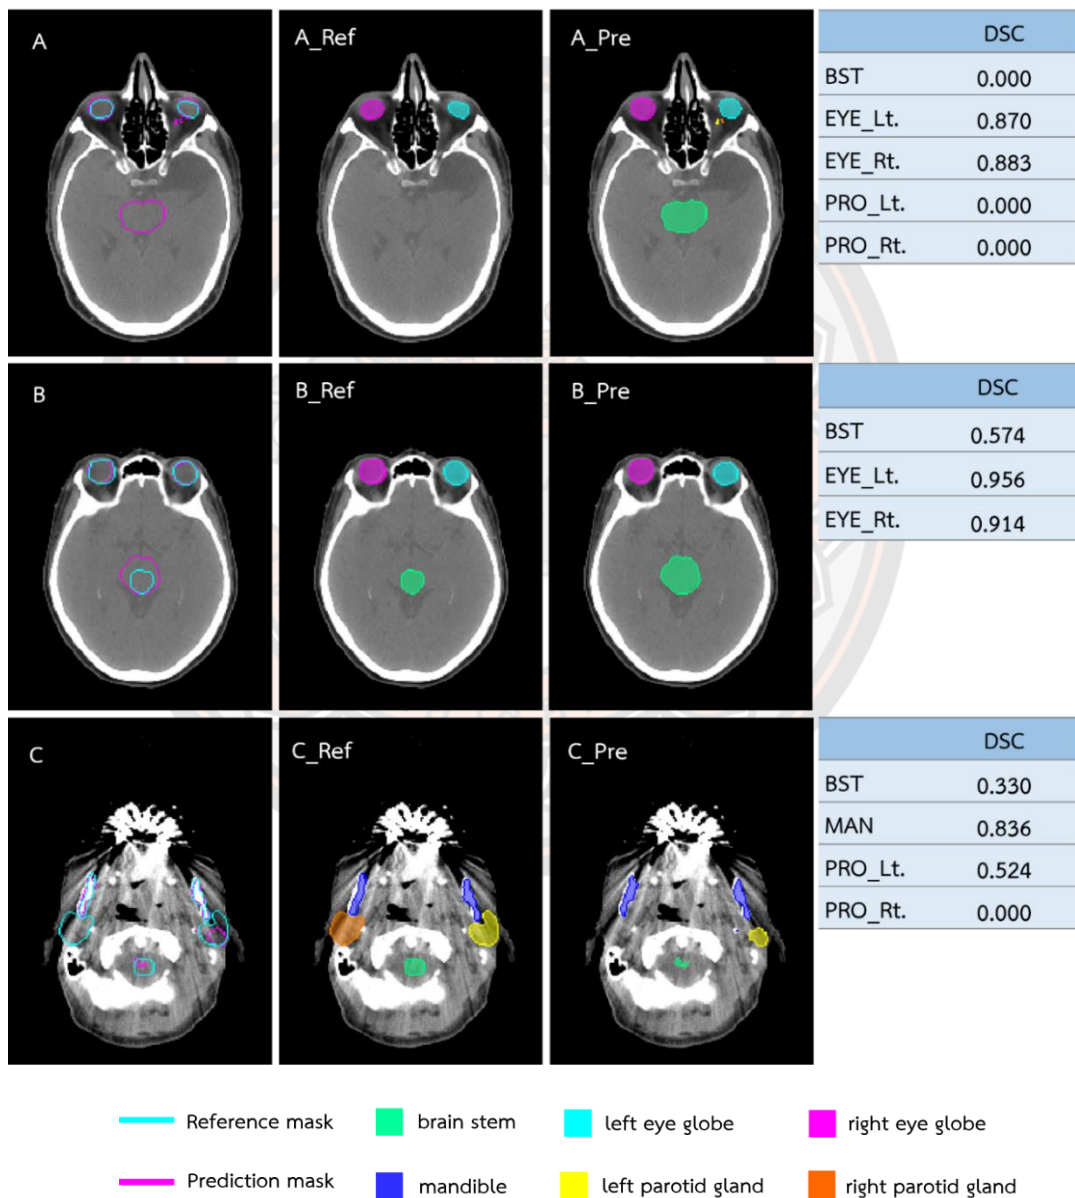 A
A_Ref
A_Pre
DSC
BST 0.000
EYE_Lt. 0.870
EYE_Rt. 0.883
PRO_Lt. 0.000
PRO_Rt. 0.000
B
B_Ref
B_Pre
DSC
BST 0.574
EYE_Lt. 0.956
EYE_Rt. 0.914
C
C_Ref
C_Pre
DSC
BST 0.330
MAN 0.836
PRO_Lt. 0.524
PRO_Rt. 0.000
Reference mask brain stem left eye globe right eye globe
Prediction mask mandible left parotid gland right parotid gland